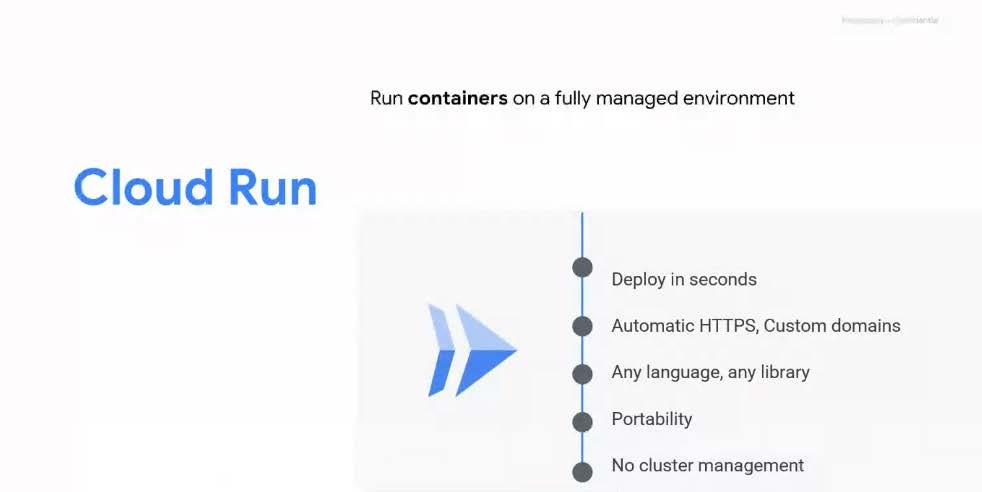 Run containers on a fully managed environment
Cloud Run
Deploy in seconds
Automatic HTTPS, Custom domains
Any language, any library
Portability
No cluster management